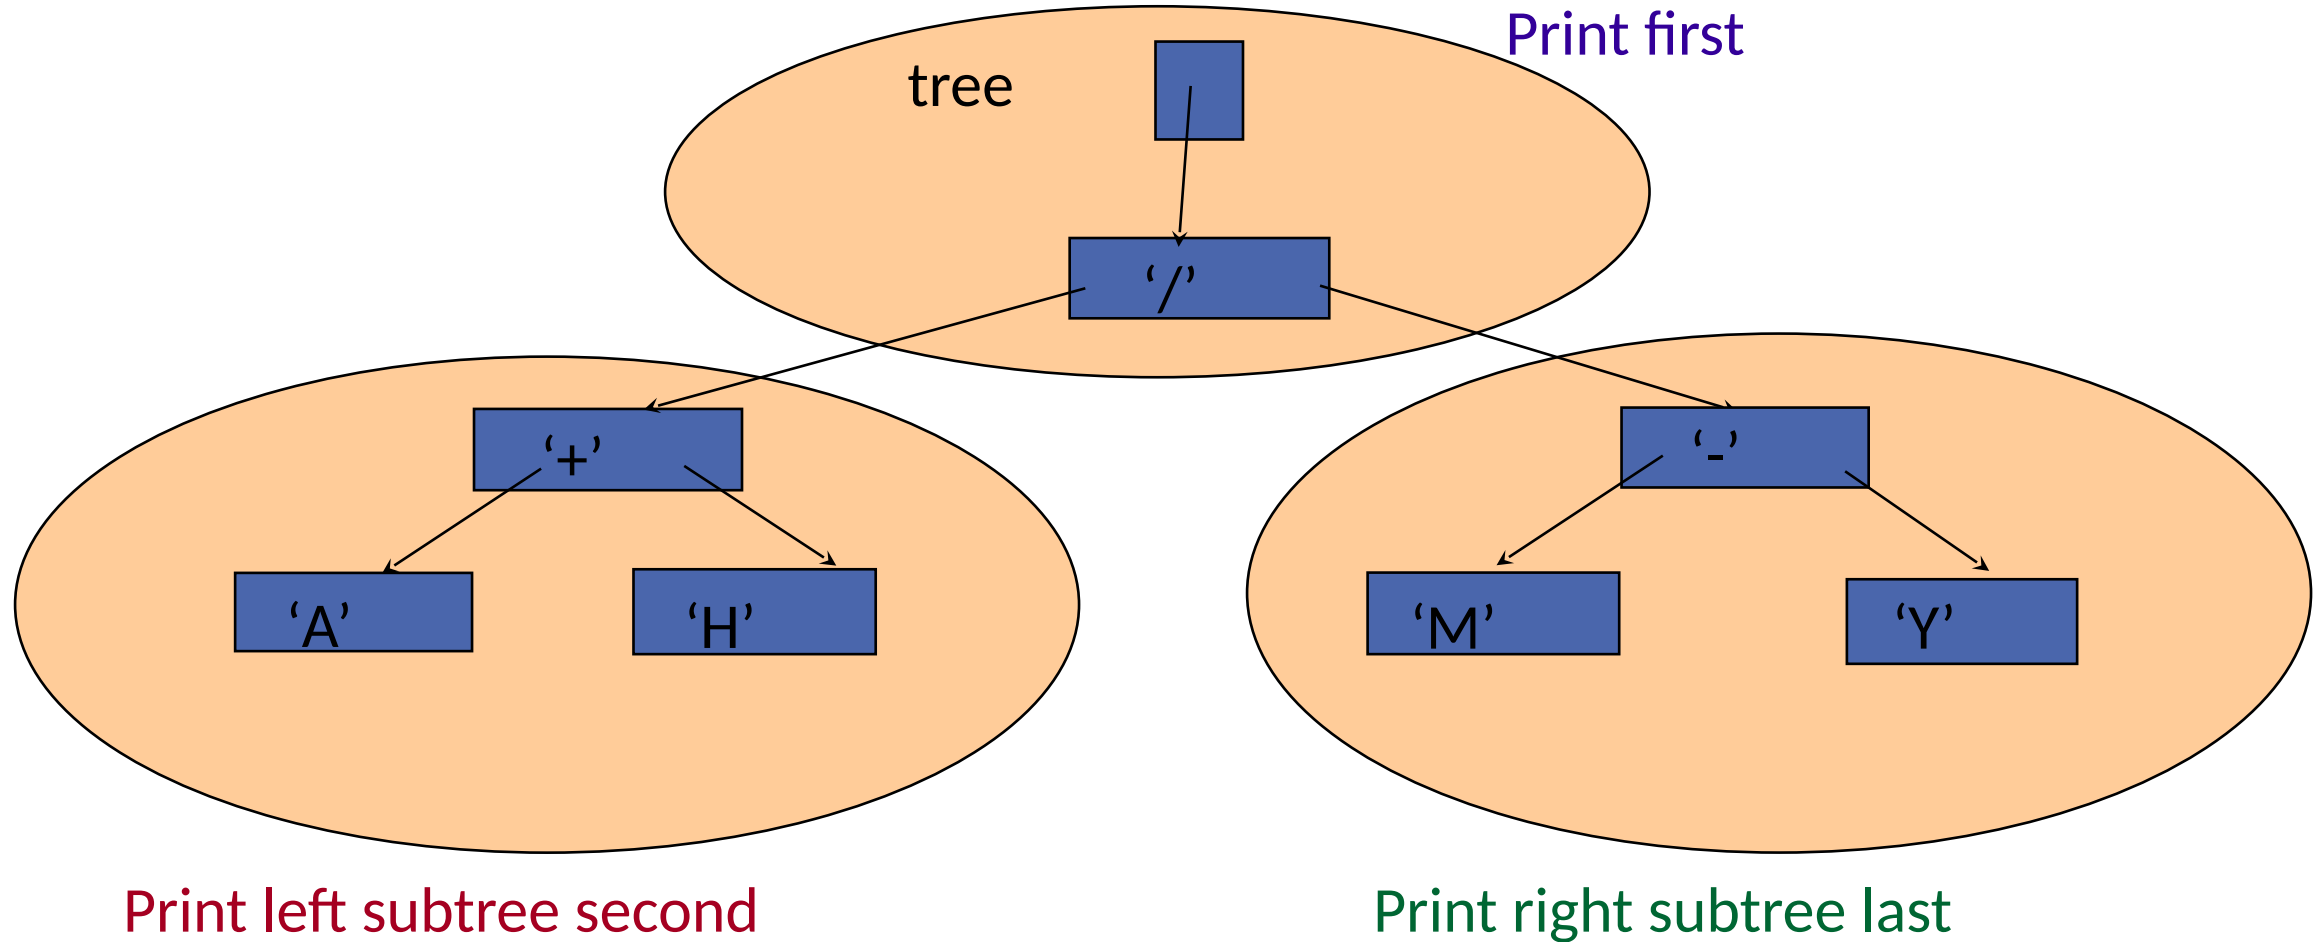 Print first
tree
‘/’
‘+’
‘-’
‘A’
‘H’
‘M’
‘Y’
Print left subtree second
Print right subtree last